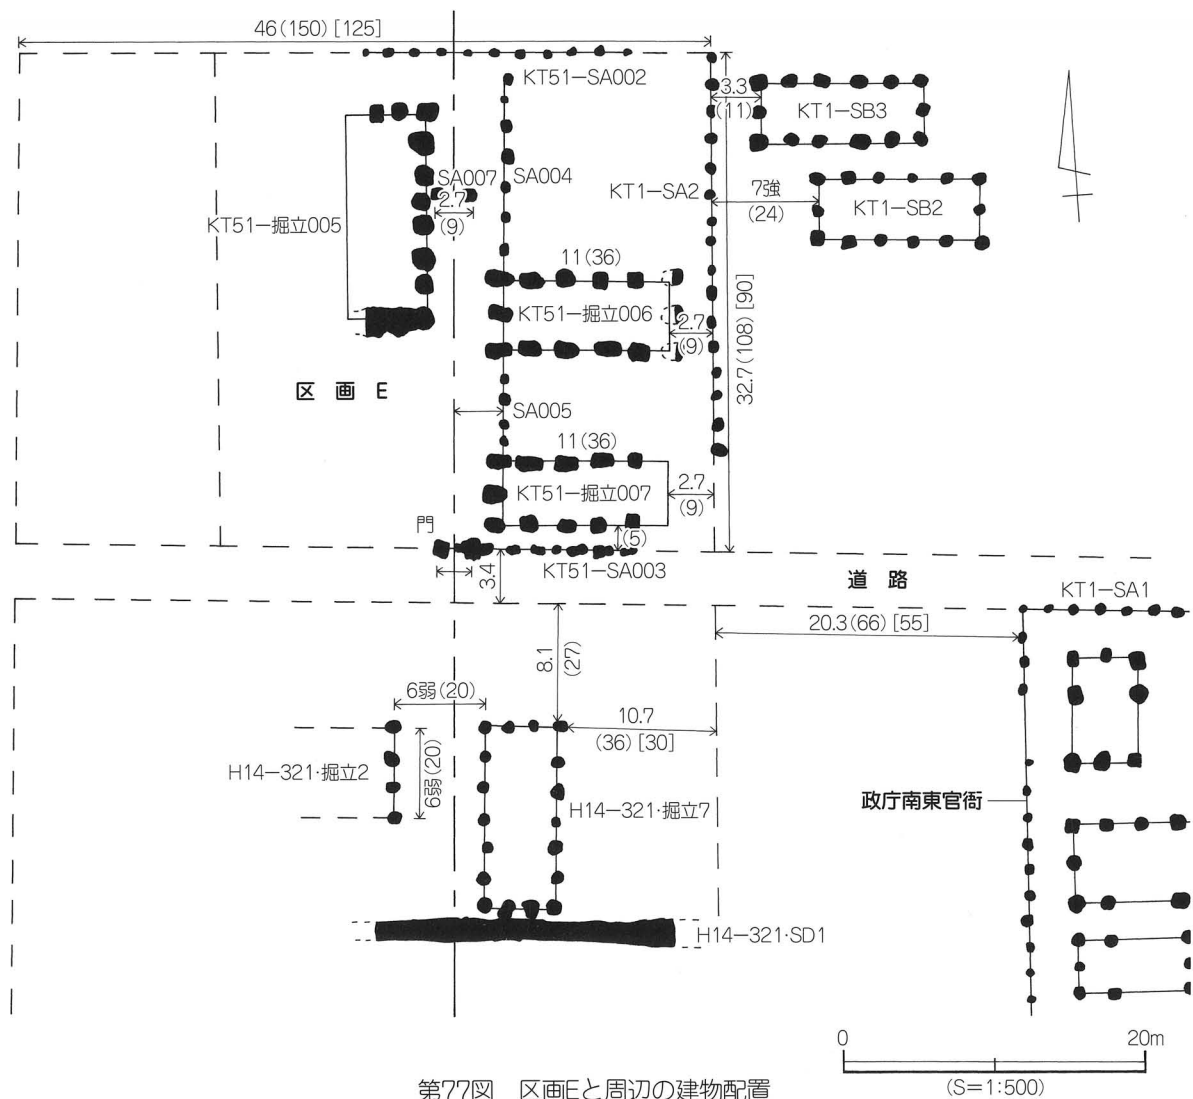 46(150) [125]
KT51-SA002
3.3
(11)
KT1-SB3
SA007
SA004
KT1-SA2
7強
(24)
KT1-SB2
2.7
(9)
KT51-掘立005
11(36)
KT51-掘立006
2.7
(9)
32.7(108) [90]
区画E
SA005
11(36)
KT51-掘立007
2.7
(9)
門
(5)
KT51-SA003
3.4
道路
KT1-SA1
20.3(66) [55]
8.1
(27)
6弱(20)
10.7
(36) [30]
H14-321·掘立2
6弱(20)
H14-321·掘立7
政庁南東官衙
H14-321·SD1
0 20m
(S=1:500)
第77図 区画Eと周辺の建物配置